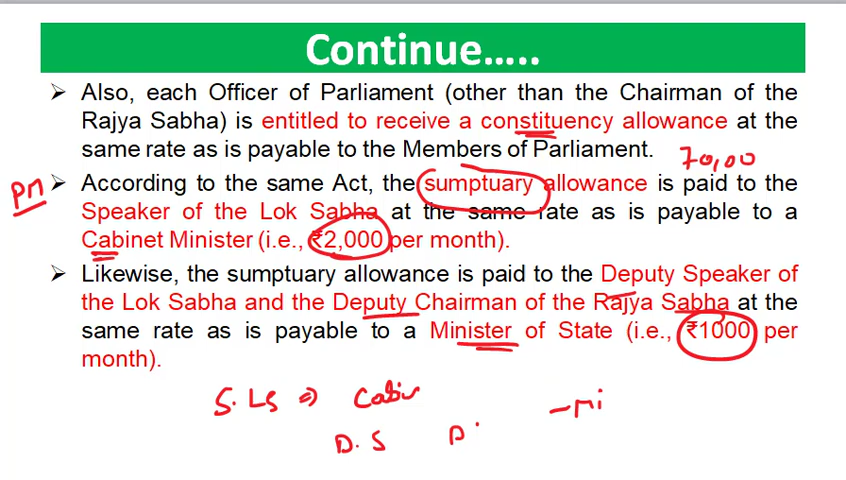 Continue.....
➤ Also, each Officer of Parliament (other than the Chairman of the
Rajya Sabha) is entitled to receive a constituency allowance at the
same rate as is payable to the Members of Parliament. 70,00
PM ➤ According to the same Act, the sumptuary allowance is paid to the
Speaker of the Lok Sabha at the same rate as is payable to a
Cabinet Minister (i.e., ₹2,000 per month).
➤ Likewise, the sumptuary allowance is paid to the Deputy Speaker of
the Lok Sabha and the Deputy Chairman of the Rajya Sabha at the
same rate as is payable to a Minister of State (i.e., ₹1000 per
month).
S. LS ⇒ Cabin
D. S D.